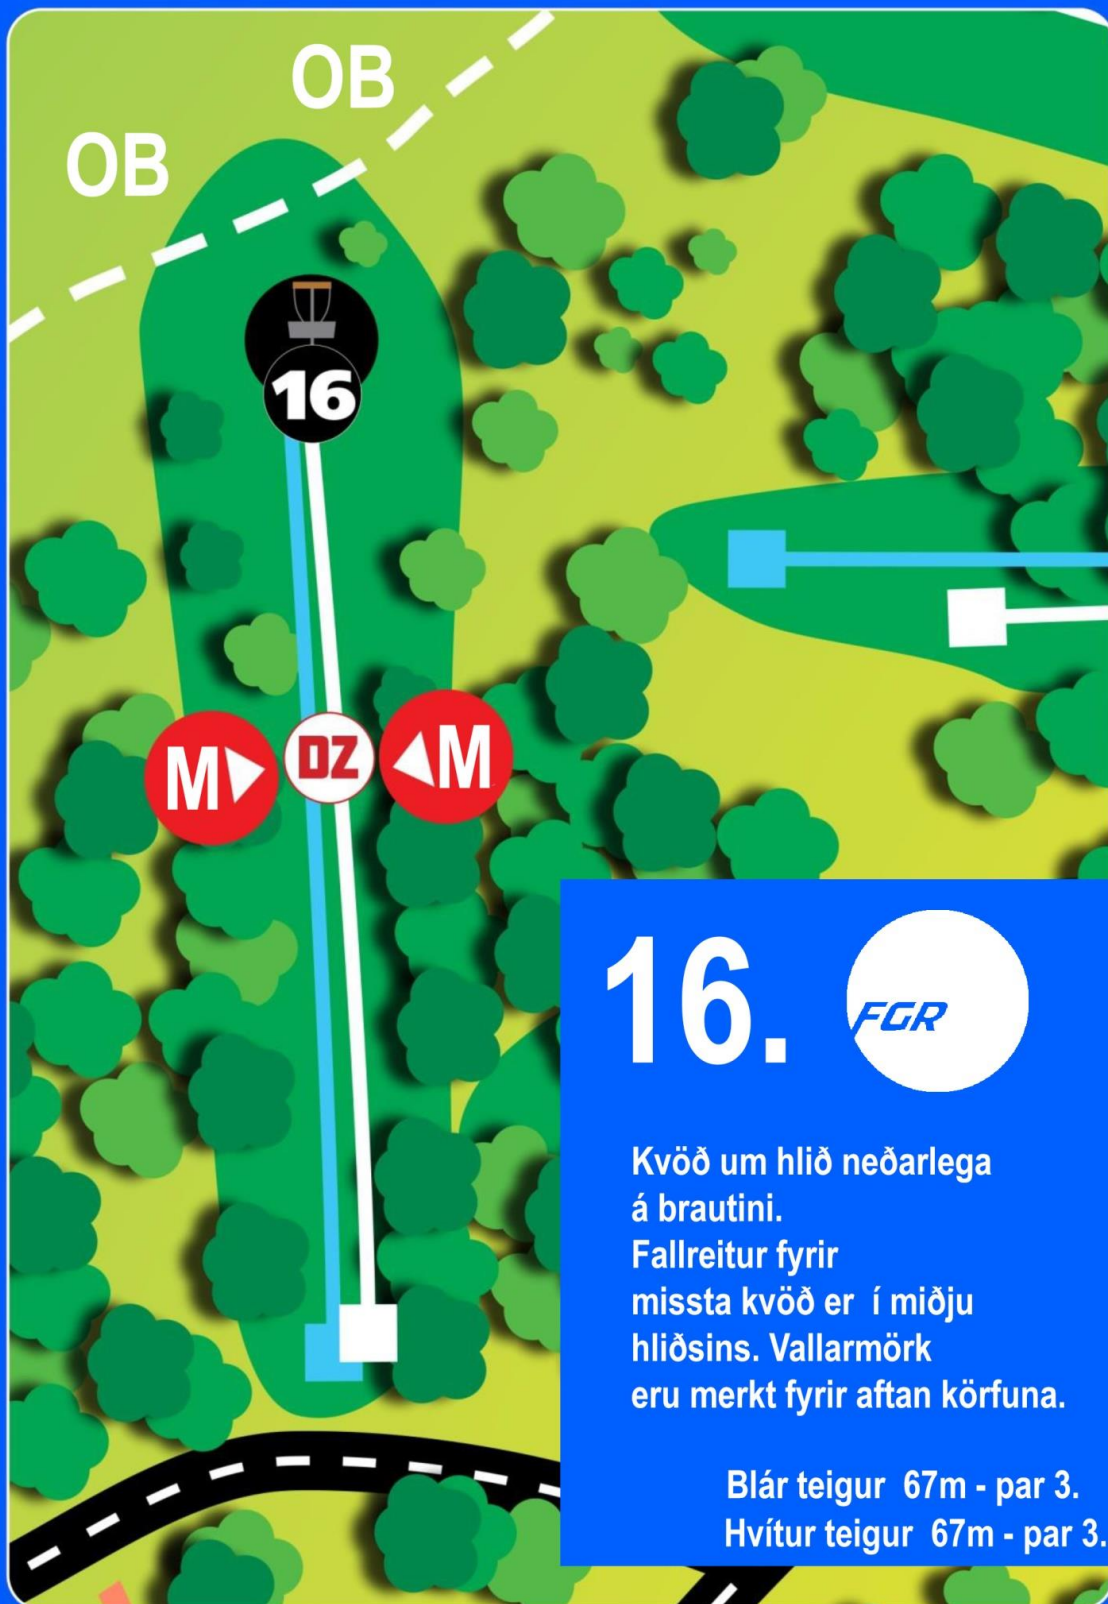 OB
OB
16
M
DZ
M
16.
FGR
Kvöð um hlið neðarlega
á brautini.
Fallreitur fyrir
missta kvöð er í miðju
hliðsins. Vallarmörk
eru merkt fyrir aftan körfuna.
Blár teigur 67m - par 3.
Hvítur teigur 67m - par 3.